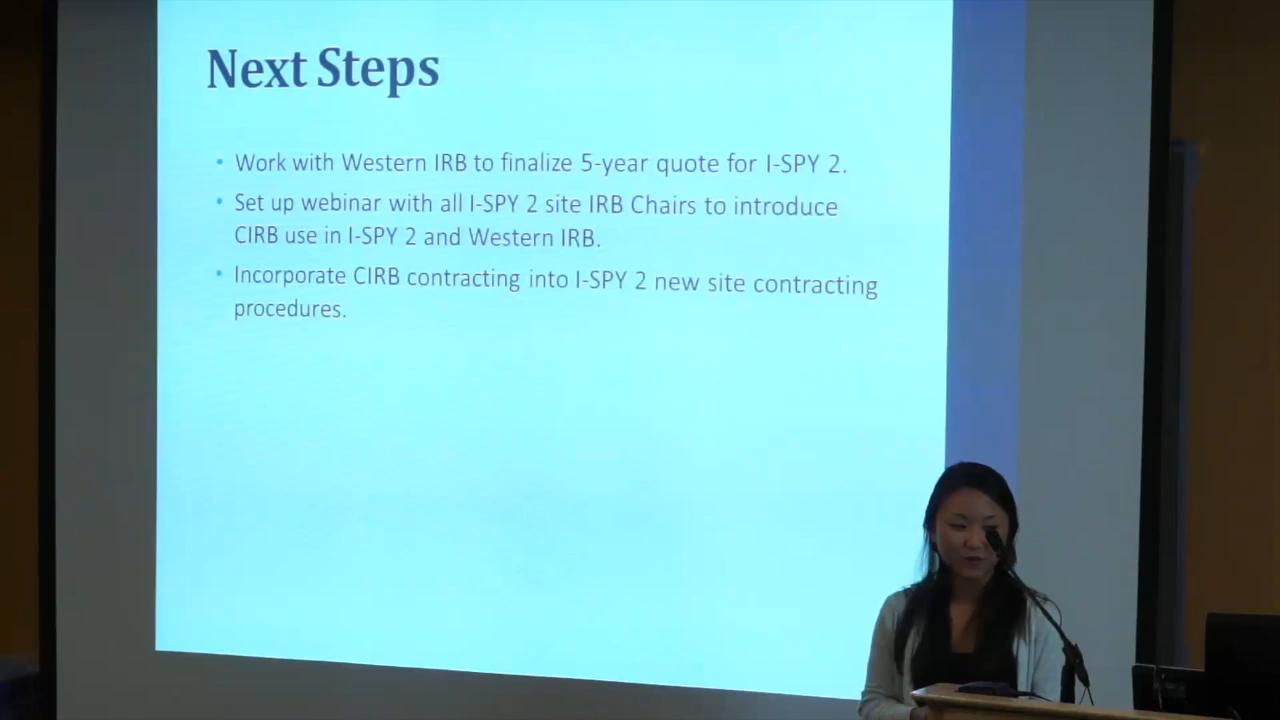 Next Steps
• Work with Western IRB to finalize 5-year quote for I-SPY 2.
• Set up webinar with all I-SPY 2 site IRB Chairs to introduce
CIRB use in I-SPY 2 and Western IRB.
• Incorporate CIRB contracting into I-SPY 2 new site contracting
procedures.